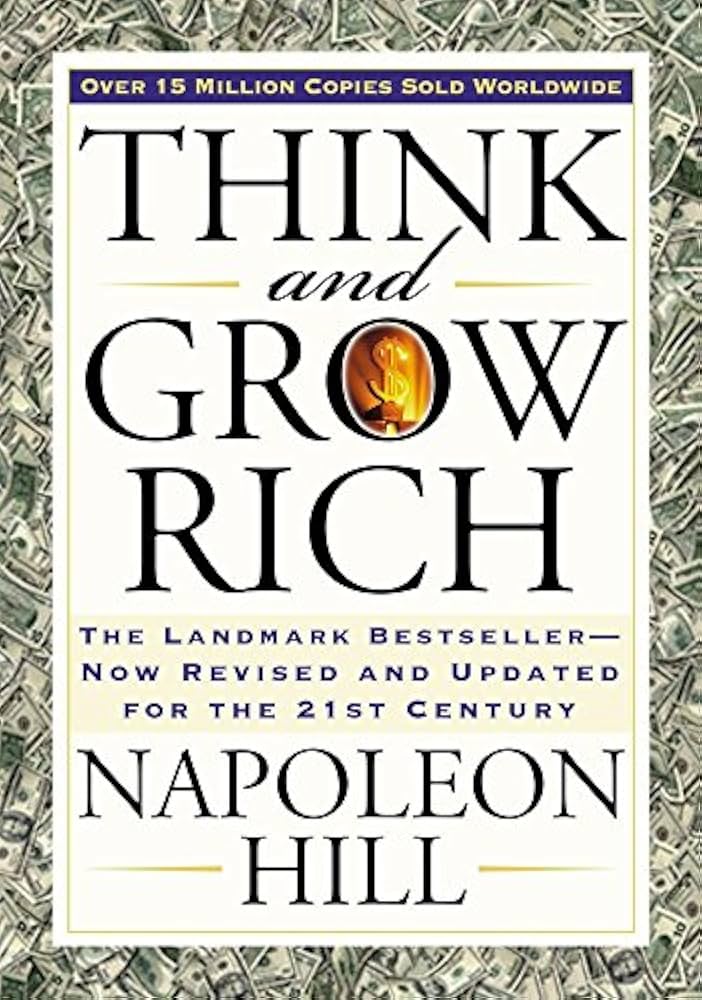 OVER 15 MILLION COPIES SOLD WORLDWIDE
THINK
and
GROW
RICH
THE LANDMARK BESTSELLER—
NOW REVISED AND UPDATED
FOR THE 21ST CENTURY
NAPOLEON
HILL